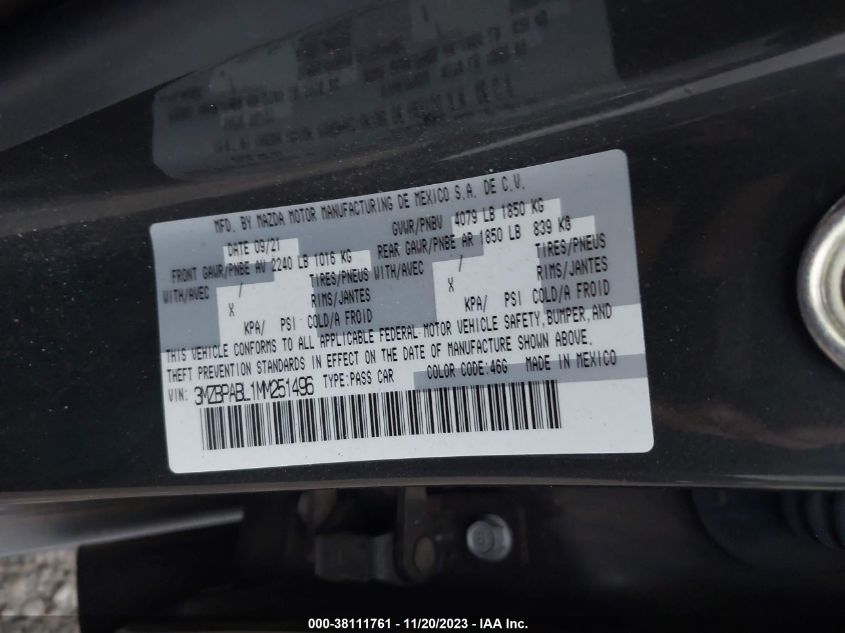 MFD. BY MAZDA MOTOR MANUFACTURING DE MEXICO S.A. DE C.V.
DATE 09/21 GVWR/PNBV 4079 LB 1850 KG
FRONT GAWR/PNBE AV 2240 LB 1016 KG REAR GAWR/PNBE AR 1850 LB 839 KG
WITH/AVEC / TIRES/PNEUS WITH/AVEC / TIRES/PNEUS
X RIMS/JANTES X RIMS/JANTES
KPA/ PSI COLD/A FROID KPA/ PSI COLD/A FROID
THIS VEHICLE CONFORMS TO ALL APPLICABLE FEDERAL MOTOR VEHICLE SAFETY, BUMPER, AND
THEFT PREVENTION STANDARDS IN EFFECT ON THE DATE OF MANUFACTURE SHOWN ABOVE.
VIN: 3MZBPABL1MM251496 TYPE:PASS CAR COLOR CODE:46G MADE IN MEXICO
000-38111761 - 11/20/2023 - IAA Inc.